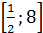 [1/2 ; 8]